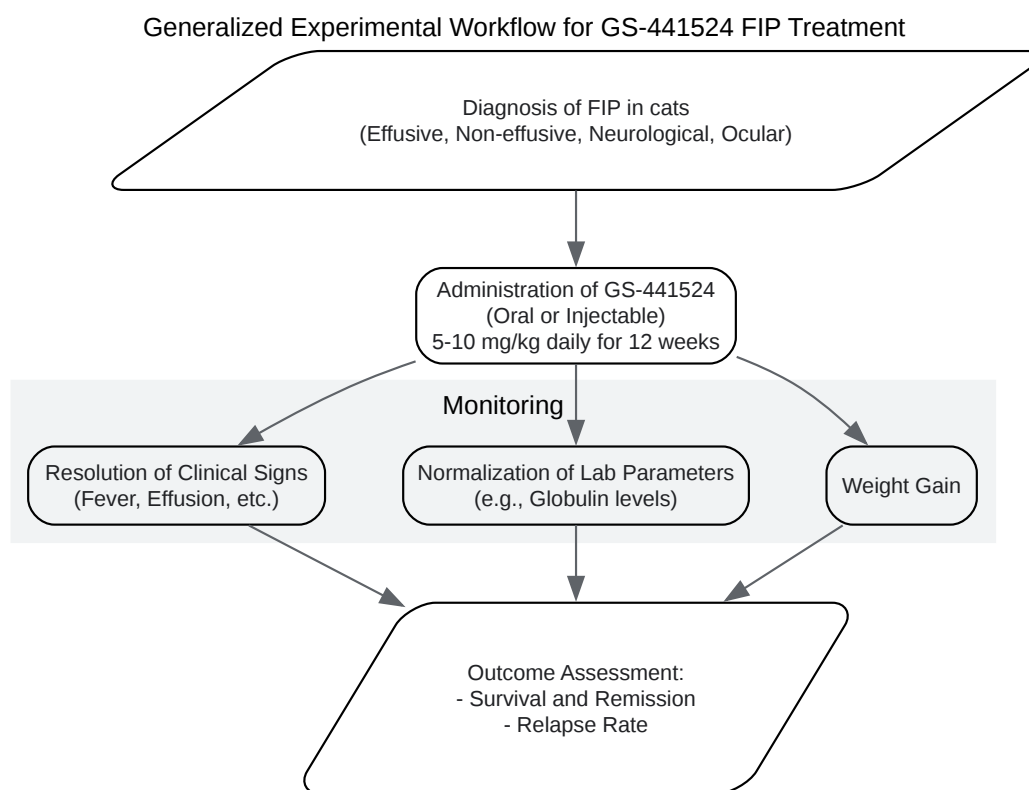 Generalized Experimental Workflow for GS-441524 FIP Treatment
Diagnosis of FIP in cats
(Effusive, Non-effusive, Neurological, Ocular)
Administration of GS-441524
(Oral or Injectable)
5-10 mg/kg daily for 12 weeks
Monitoring
Resolution of Clinical Signs
(Fever, Effusion, etc.)
Normalization of Lab Parameters
(e.g., Globulin levels)
Weight Gain
Outcome Assessment:
- Survival and Remission
- Relapse Rate